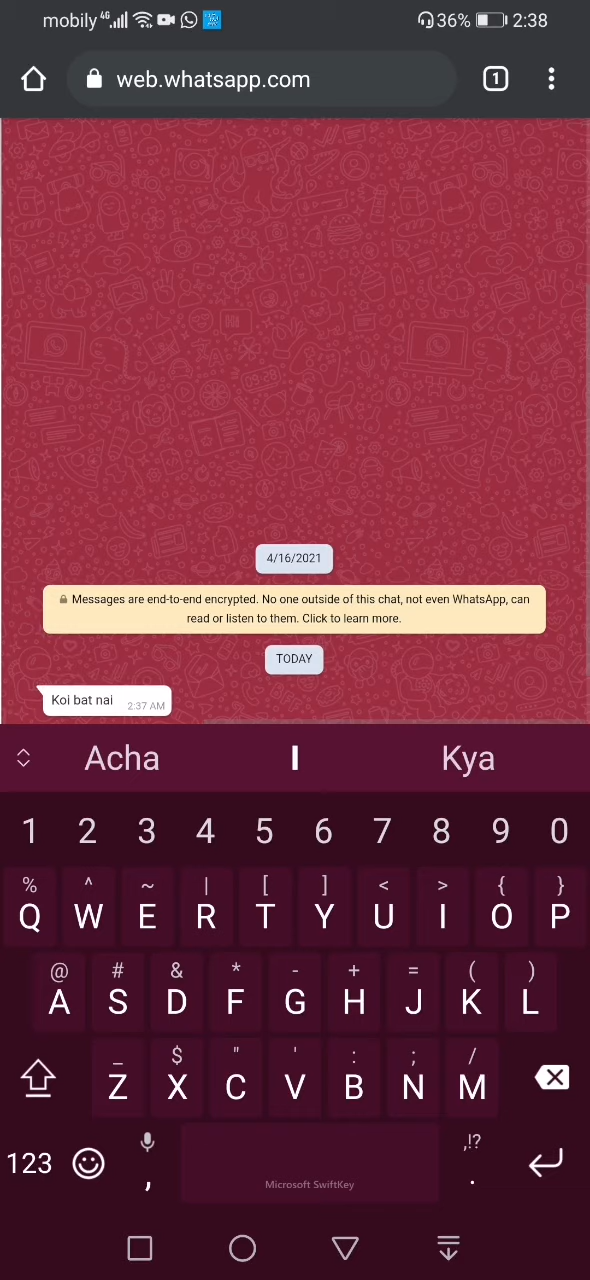 mobily 4G 36% 2:38
web.whatsapp.com 1
4/16/2021
Messages are end-to-end encrypted. No one outside of this chat, not even WhatsApp, can
read or listen to them. Click to learn more.
TODAY
Koi bat nai 2:37 AM
Acha I Kya
1 2 3 4 5 6 7 8 9 0
% ^ ~ | [ ] < > { }
Q W E R T Y U I O P
@ # & * - + = ( )
A S D F G H J K L
_ $ " ' : ; /
Z X C V B N M
123 , ,!? .
Microsoft SwiftKey